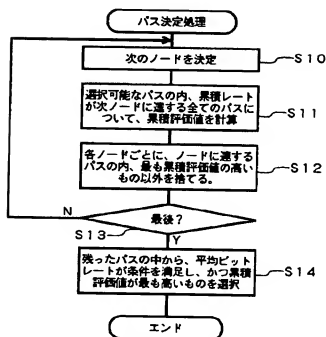 パス決定処理
次のノードを決定
S10
選択可能なパスの内、累積レート
が次ノードに達する全てのパスに
ついて、累積評価値を計算
S11
各ノードごとに、ノードに達する
パスの内、最も累積評価値の高い
もの以外を捨てる。
S12
N
最後?
S13
Y
残ったパスの中から、平均ビット
レートが条件を満足し、かつ累積
評価値が最も高いものを選択
S14
エンド